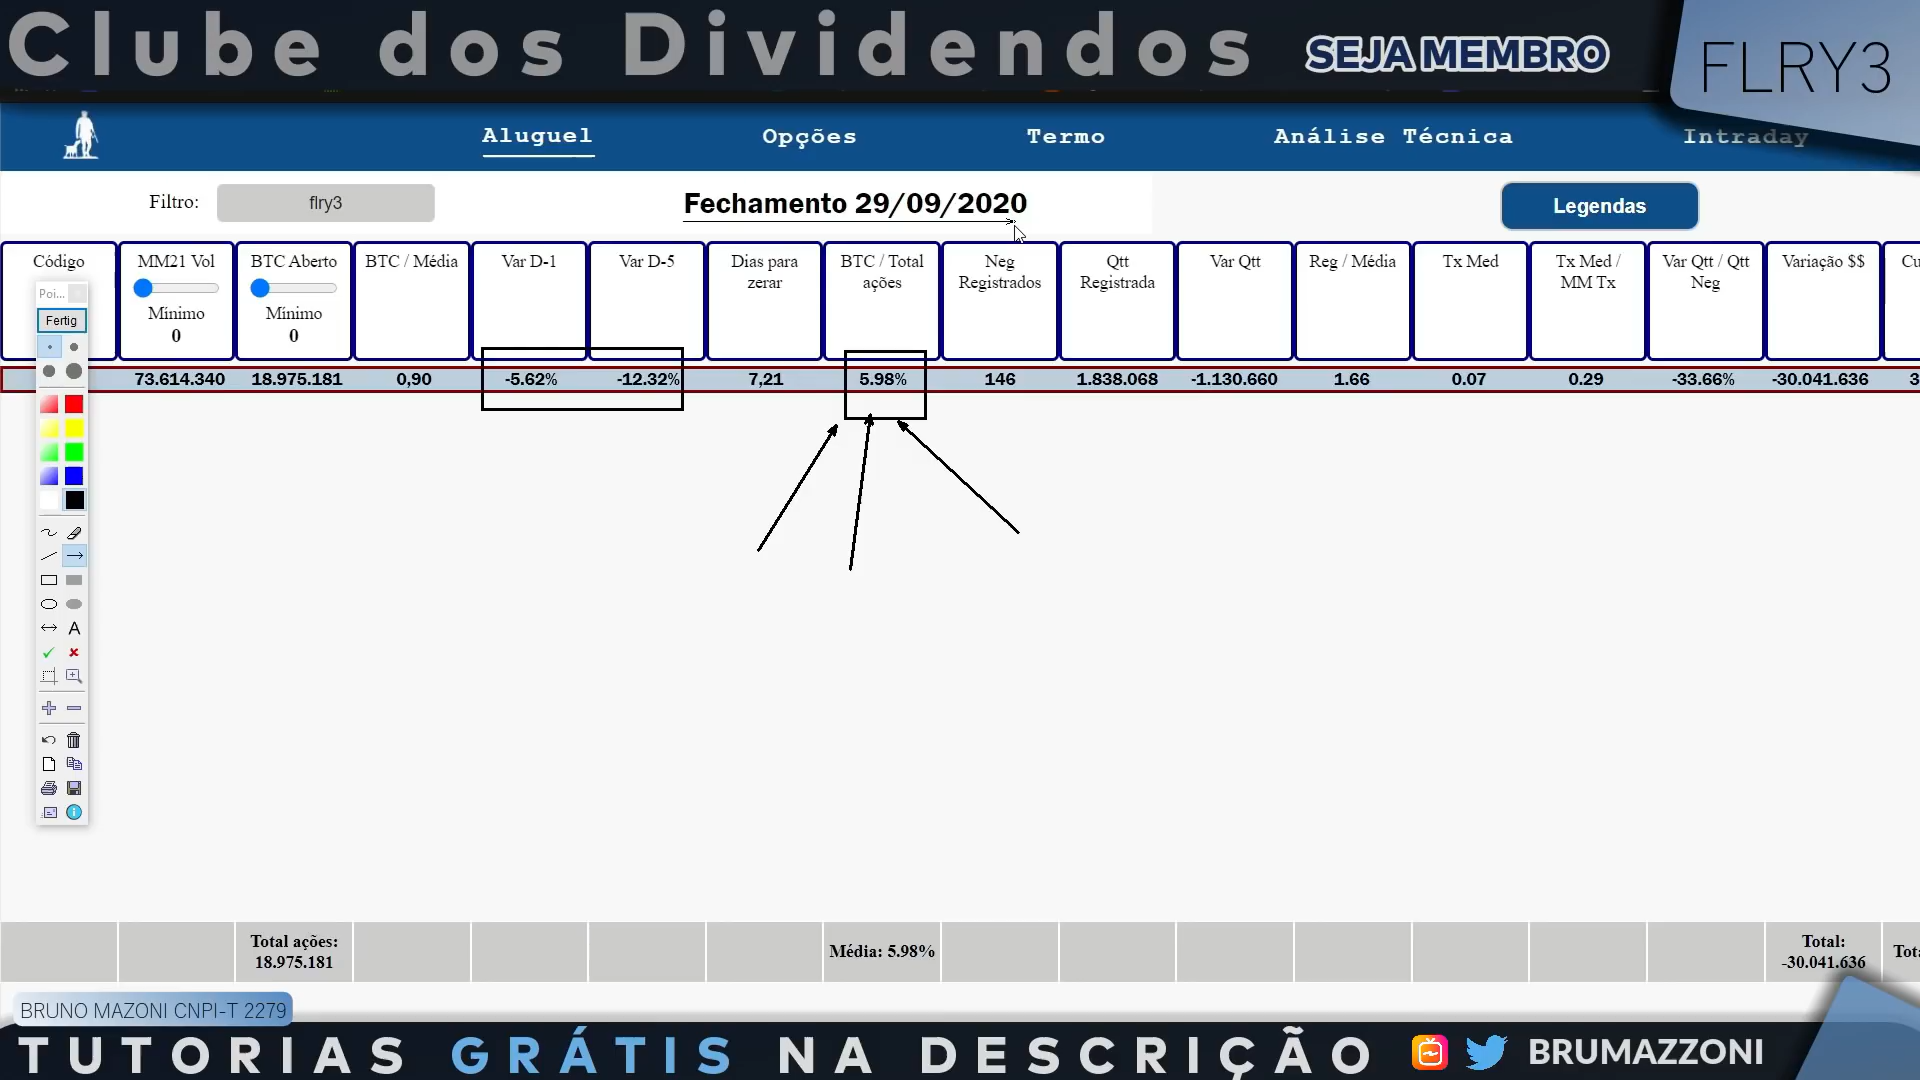 Clube dos Dividendos SEJA MEMBRO FLRY3
Aluguel Opções Termo Análise Técnica Intraday
Filtro: flry3 Fechamento 29/09/2020 Legendas
Código MM21 Vol BTC Aberto BTC / Média Var D-1 Var D-5 Dias para BTC / Total Neg Qtt Var Qtt Reg / Média Tx Med Tx Med / Var Qtt / Qtt Variação $$ Cu
zerar ações Registrados Registrada MM Tx Neg
Poi...
Mínimo Mínimo
Fertig
0 0
73.614.340 18.975.181 0,90 -5.62% -12.32% 7,21 5.98% 146 1.838.068 -1.130.660 1.66 0.07 0.29 -33.66% -30.041.636 3
A
Total ações: Total:
Média: 5.98% Tota
18.975.181 -30.041.636
BRUNO MAZONI CNPI-T 2279
TUTORIAS GRÁTIS NA DESCRIÇÃO BRUMAZZONI